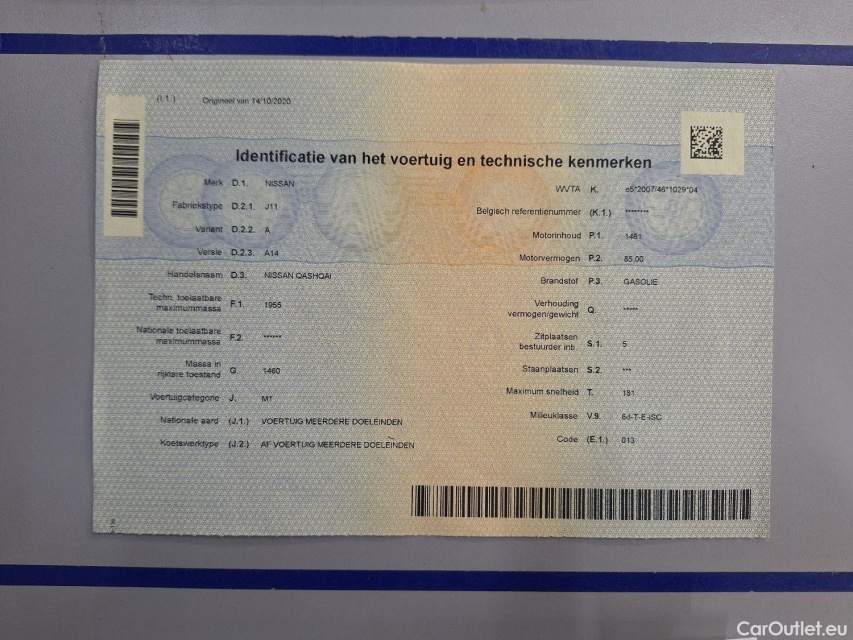 (I.1.) Origineel van 14/10/2020
Identificatie van het voertuig en technische kenmerken
Merk D.1. NISSAN
Fabriekstype D.2.1. J11
Variant D.2.2. A
Versie D.2.3. A14
Handelsnaam D.3. NISSAN QASHQAI
Techn. toelaatbare
maximummassa F.1. 1955
Nationale toelaatbare
maximummassa F.2. ******
Massa in
rijklare toestand G. 1460
Voertuigcategorie J. M1
Nationale aard (J.1.) VOERTUIG MEERDERE DOELEINDEN
Koetswerktype (J.2.) AF VOERTUIG MEERDERE DOELEINDEN
WVTA K. e5*2007/46*1029*04
Belgisch referentienummer (K.1.) ********
Motorinhoud P.1. 1461
Motorvermogen P.2. 85.00
Brandstof P.3. GASOLIE
Verhouding
vermogen/gewicht Q. *****
Zitplaatsen
bestuurder inb. S.1. 5
Staanplaatsen S.2. ***
Maximum snelheid T. 181
Milieuklasse V.9. 6d-T-E-ISC
Code (E.1.) 013
CarOutlet.eu